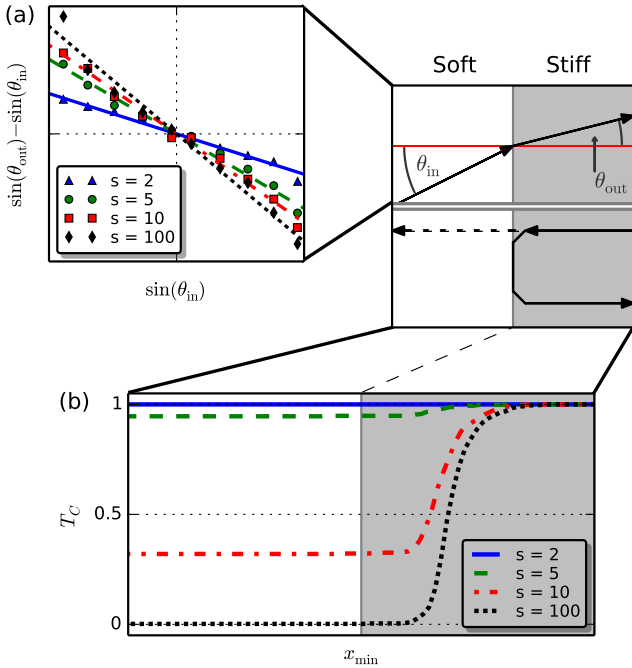 (a)
sin(θout)−sin(θin)
s = 2
s = 5
s = 10
s = 100
sin(θin)
Soft
Stiff
θin
θout
(b)
1
0.5
0
TC
s = 2
s = 5
s = 10
s = 100
xmin